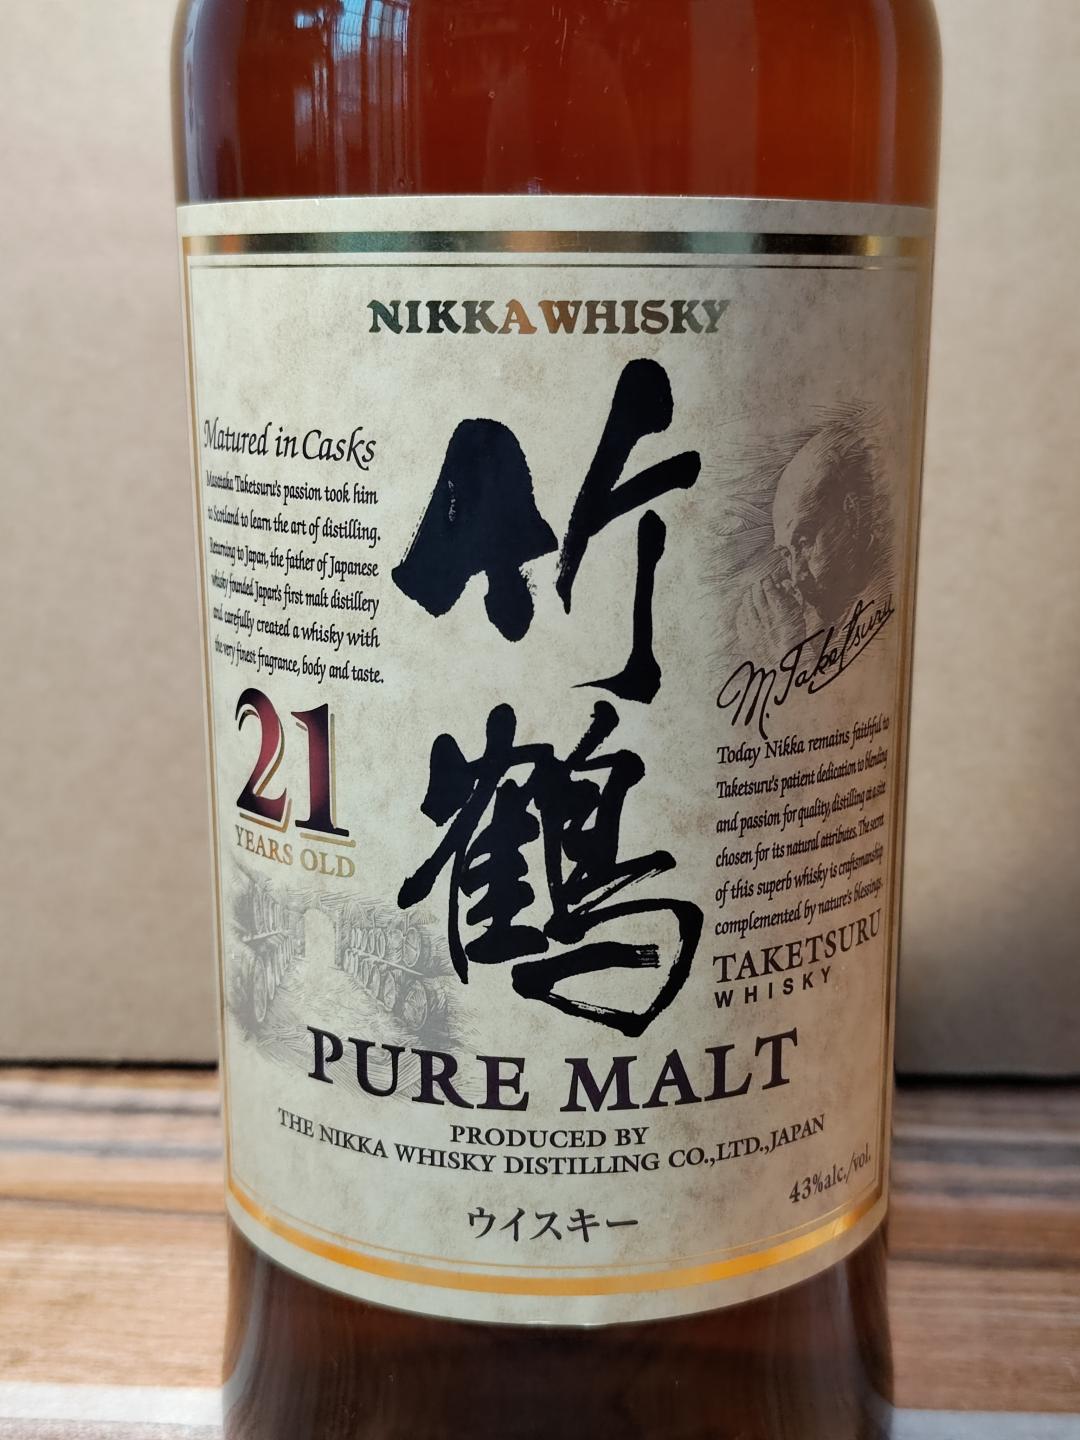 NIKKA WHISKY
竹鶴
Matured in Casks
Masataka Taketsuru's passion took him
to Scotland to learn the art of distilling.
Returning to Japan, the father of Japanese
whisky founded Japan's first malt distillery
and carefully created a whisky with
the very finest fragrance, body and taste.
21
YEARS OLD
M. Taketsuru
Today Nikka remains faithful to
Taketsuru's patient dedication to blending
and passion for quality, distilling at a site
chosen for its natural attributes. The secret
of this superb whisky is craftsmanship
complemented by nature's blessings.
TAKETSURU
WHISKY
PURE MALT
PRODUCED BY
THE NIKKA WHISKY DISTILLING CO.,LTD.,JAPAN
43%alc./vol.
ウイスキー